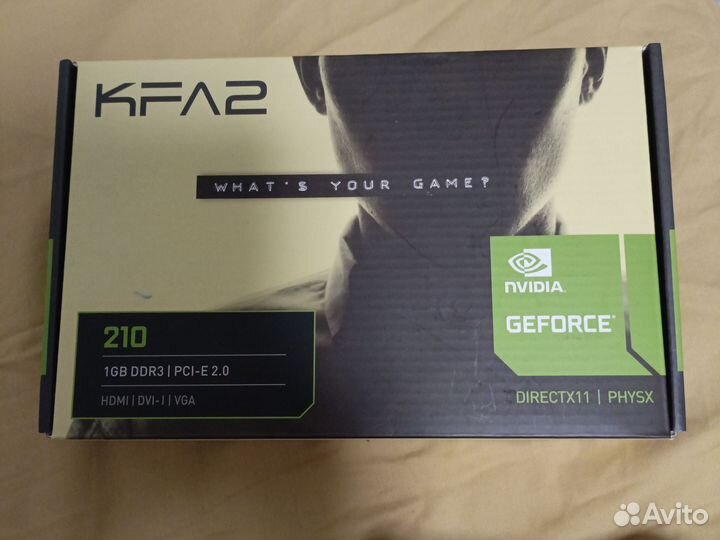 KFA2
WHAT'S YOUR GAME?
NVIDIA.
GEFORCE®
210
1GB DDR3 | PCI-E 2.0
HDMI | DVI-I | VGA
DIRECTX11 | PHYSX
Avito